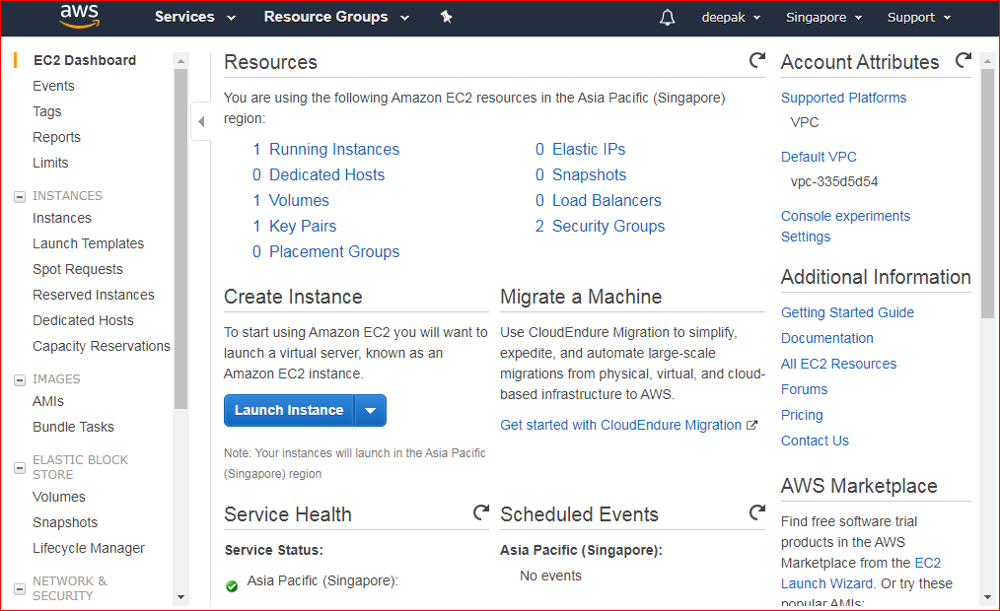 aws
Services
Resource Groups
deepak
Singapore
Support
EC2 Dashboard
Events
Tags
Reports
Limits
INSTANCES
Instances
Launch Templates
Spot Requests
Reserved Instances
Dedicated Hosts
Capacity Reservations
IMAGES
AMIs
Bundle Tasks
ELASTIC BLOCK
STORE
Volumes
Snapshots
Lifecycle Manager
NETWORK &
SECURITY
Resources
You are using the following Amazon EC2 resources in the Asia Pacific (Singapore)
region:
1 Running Instances
0 Dedicated Hosts
1 Volumes
1 Key Pairs
0 Placement Groups
0 Elastic IPs
0 Snapshots
0 Load Balancers
2 Security Groups
Create Instance
To start using Amazon EC2 you will want to
launch a virtual server, known as an
Amazon EC2 instance.
Launch Instance
Note: Your instances will launch in the Asia Pacific
(Singapore) region
Migrate a Machine
Use CloudEndure Migration to simplify,
expedite, and automate large-scale
migrations from physical, virtual, and cloud-
based infrastructure to AWS.
Get started with CloudEndure Migration
Service Health
Service Status:
Asia Pacific (Singapore):
Scheduled Events
Asia Pacific (Singapore):
No events
Account Attributes
Supported Platforms
VPC
Default VPC
vpc-335d5d54
Console experiments
Settings
Additional Information
Getting Started Guide
Documentation
All EC2 Resources
Forums
Pricing
Contact Us
AWS Marketplace
Find free software trial
products in the AWS
Marketplace from the EC2
Launch Wizard. Or try these
popular AMIs: